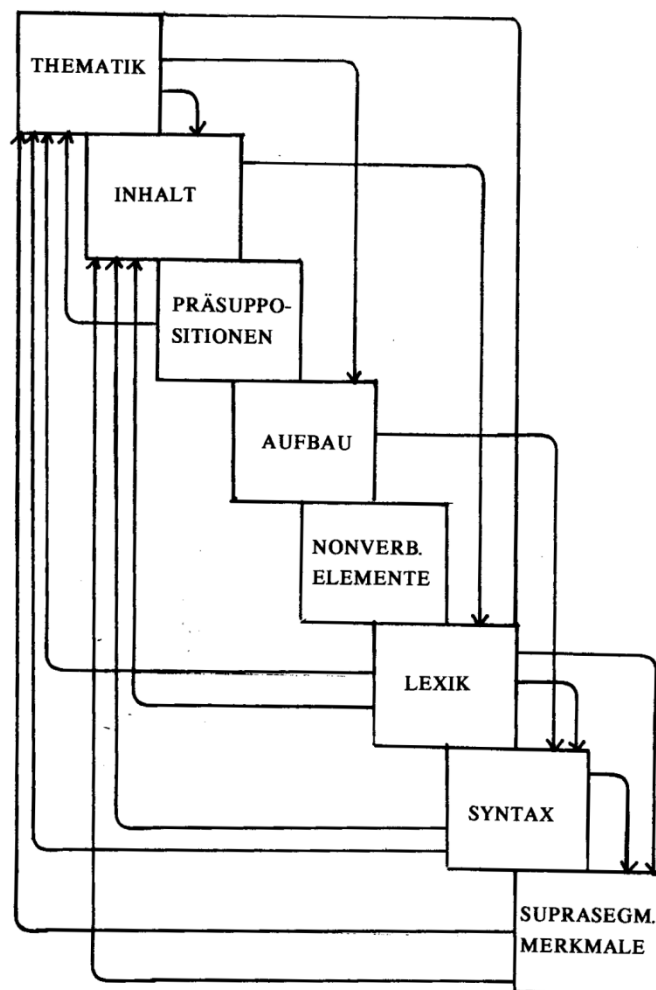 THEMATIK
INHALT
PRÄSUPPO-
SITIONEN
AUFBAU
NONVERB.
ELEMENTE
LEXIK
SYNTAX
SUPRASEGM.
MERKMALE